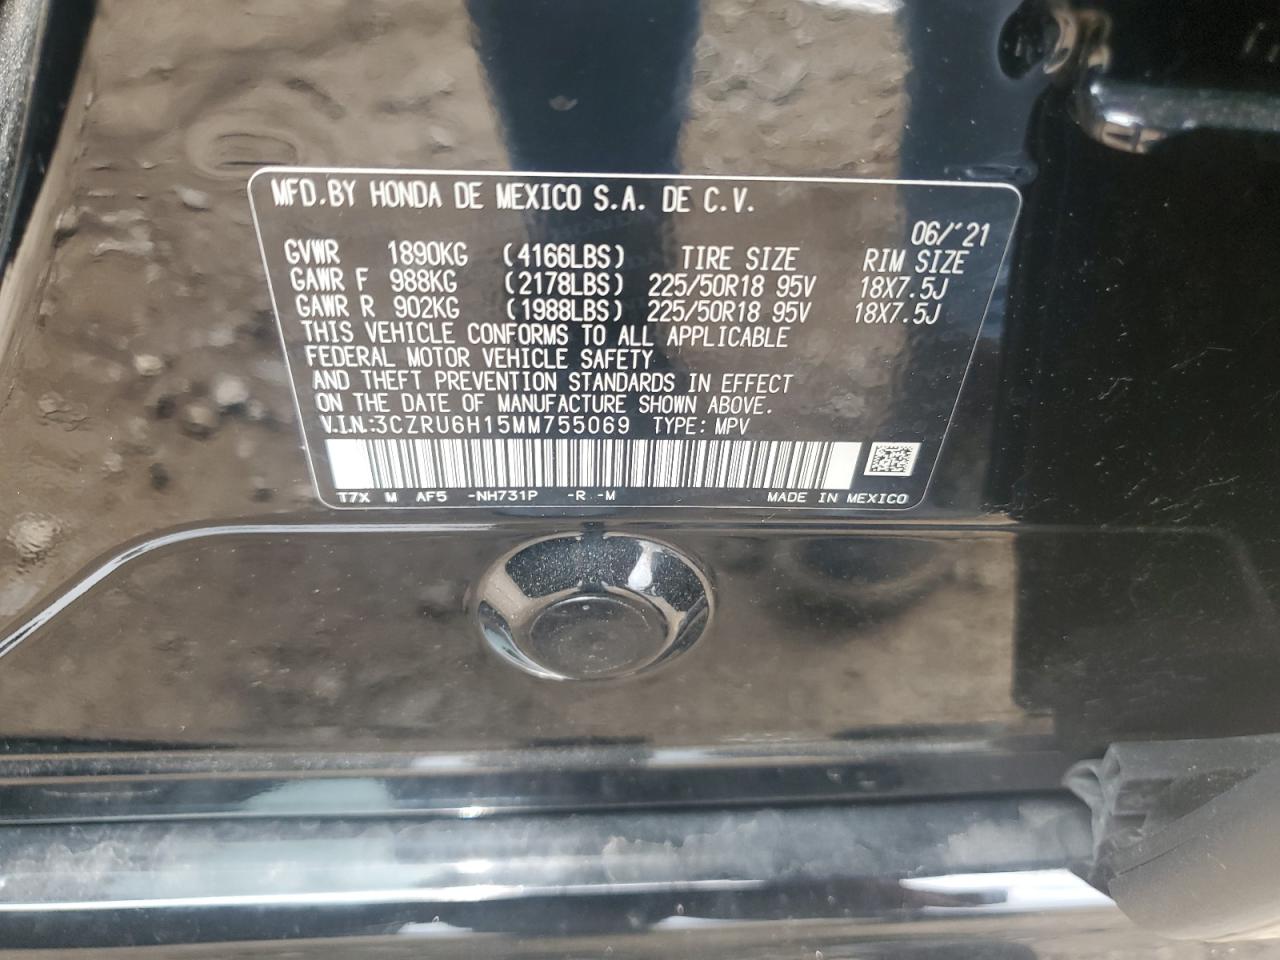 MFD.BY HONDA DE MEXICO S.A. DE C.V.
06/'21
GVWR 1890KG (4166LBS) TIRE SIZE RIM SIZE
GAWR F 988KG (2178LBS) 225/50R18 95V 18X7.5J
GAWR R 902KG (1988LBS) 225/50R18 95V 18X7.5J
THIS VEHICLE CONFORMS TO ALL APPLICABLE
FEDERAL MOTOR VEHICLE SAFETY
AND THEFT PREVENTION STANDARDS IN EFFECT
ON THE DATE OF MANUFACTURE SHOWN ABOVE.
V.I.N:3CZRU6H15MM755069 TYPE: MPV
T7X M AF5 -NH731P -R -M MADE IN MEXICO